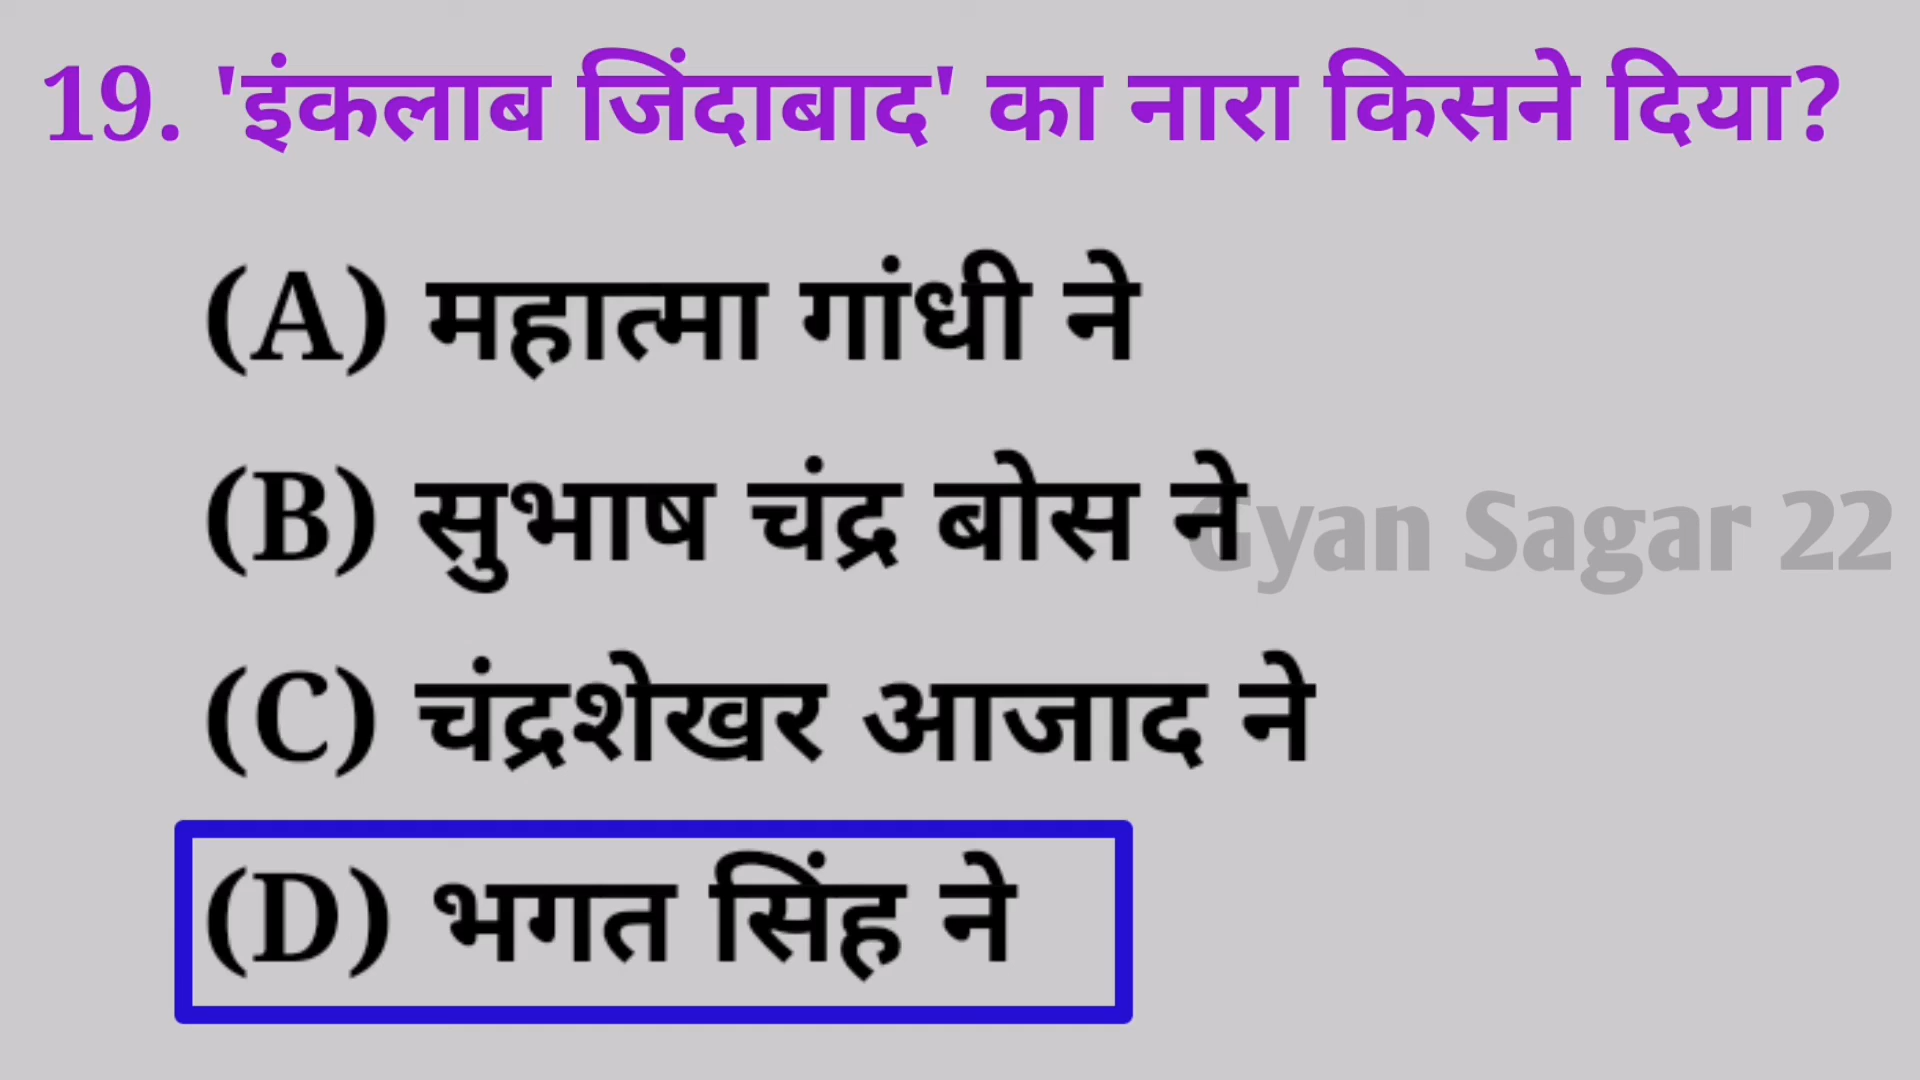 19. 'इंकलाब जिंदाबाद' का नारा किसने दिया?
(A) महात्मा गांधी ने
(B) सुभाष चंद्र बोस ने
Gyan Sagar 22
(C) चंद्रशेखर आजाद ने
(D) भगत सिंह ने